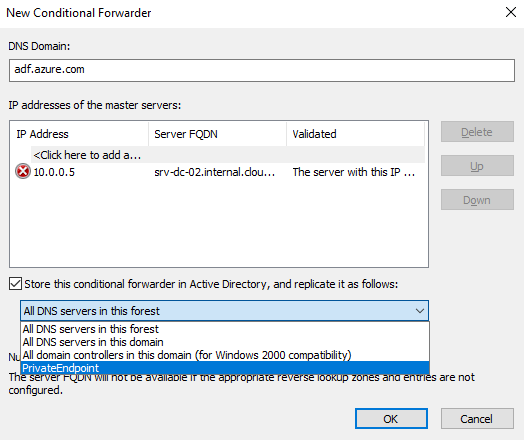 New Conditional Forwarder
DNS Domain:
adf.azure.com
IP addresses of the master servers:
IP Address Server FQDN Validated
<Click here to add a...
10.0.0.5 srv-dc-02.internal.clou... The server with this IP ...
Delete
Up
Down
Store this conditional forwarder in Active Directory, and replicate it as follows:
All DNS servers in this forest
All DNS servers in this forest
All DNS servers in this domain
All domain controllers in this domain (for Windows 2000 compatibility)
PrivateEndpoint
The server FQDN will not be available if the appropriate reverse lookup zones and entries are not
configured.
OK Cancel